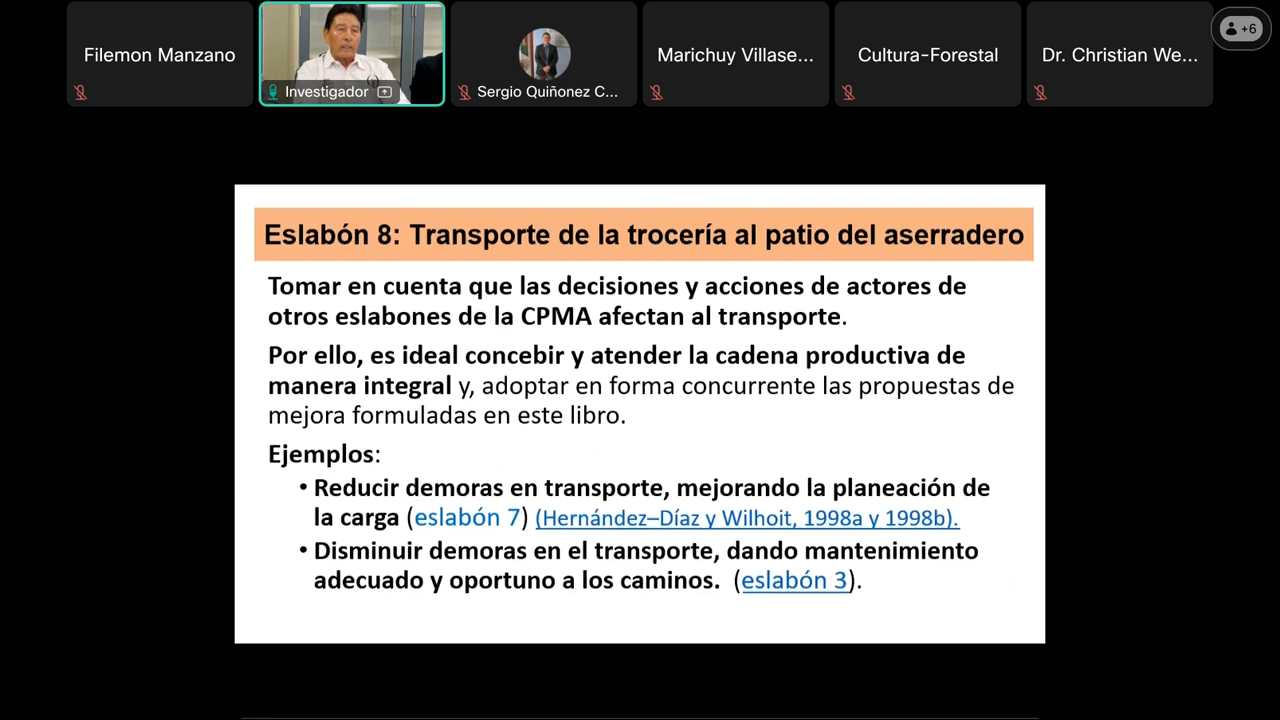 Filemon Manzano
Investigador
Sergio Quiñonez C...
Marichuy Villase...
Cultura-Forestal
Dr. Christian We...
+6
Eslabón 8: Transporte de la trocería al patio del aserradero
Tomar en cuenta que las decisiones y acciones de actores de
otros eslabones de la CPMA afectan al transporte.
Por ello, es ideal concebir y atender la cadena productiva de
manera integral y, adoptar en forma concurrente las propuestas de
mejora formuladas en este libro.
Ejemplos:
• Reducir demoras en transporte, mejorando la planeación de
la carga (eslabón 7) (Hernández–Díaz y Wilhoit, 1998a y 1998b).
• Disminuir demoras en el transporte, dando mantenimiento
adecuado y oportuno a los caminos. (eslabón 3).